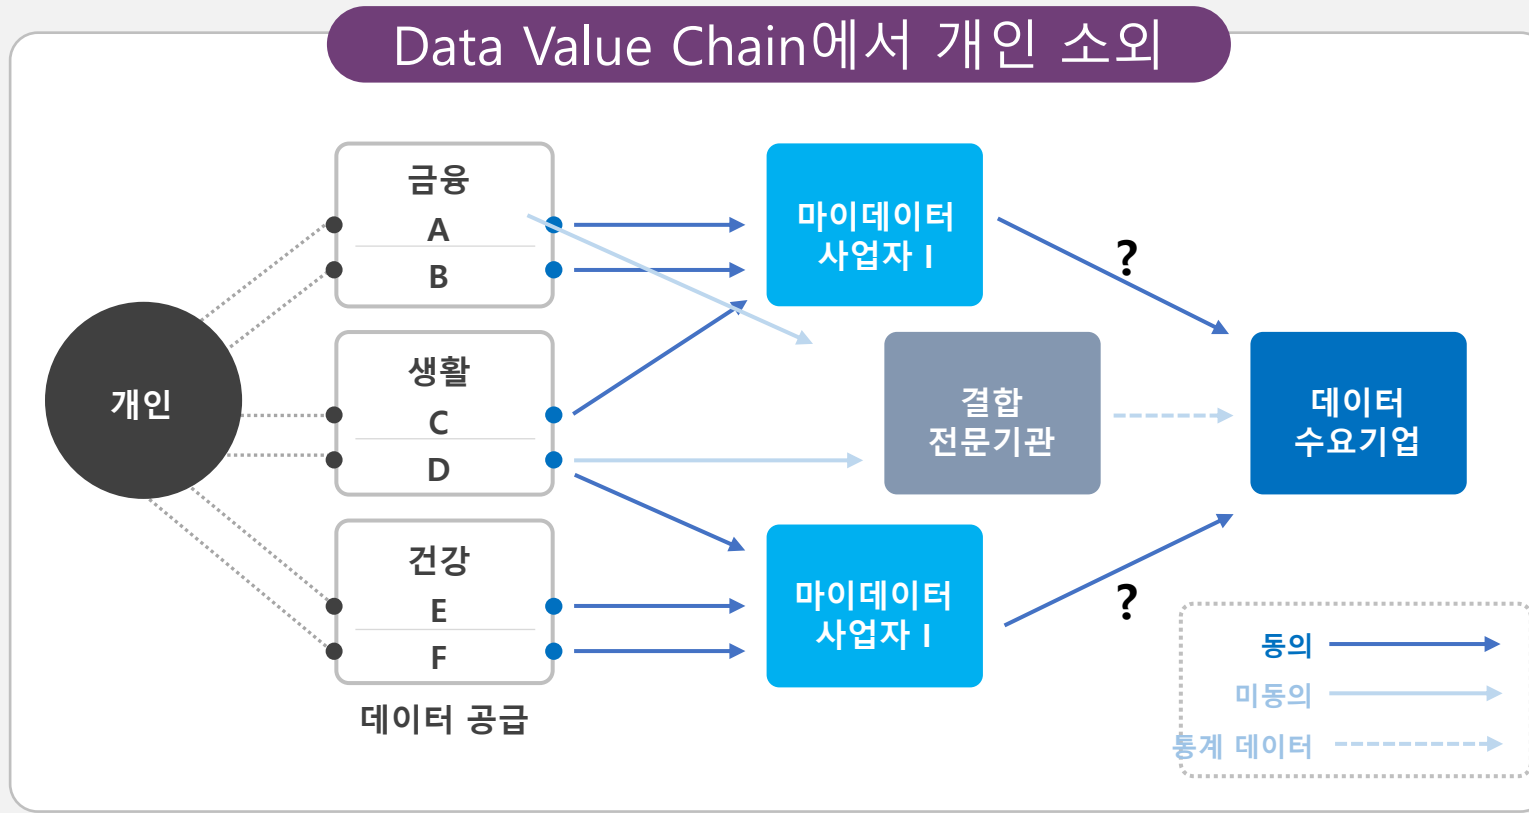 Data Value Chain에서 개인 소외
개인
금융
A
B
생활
C
D
건강
E
F
데이터 공급
마이데이터
사업자 I
결합
전문기관
마이데이터
사업자 I
?
?
데이터
수요기업
동의
미동의
통계 데이터